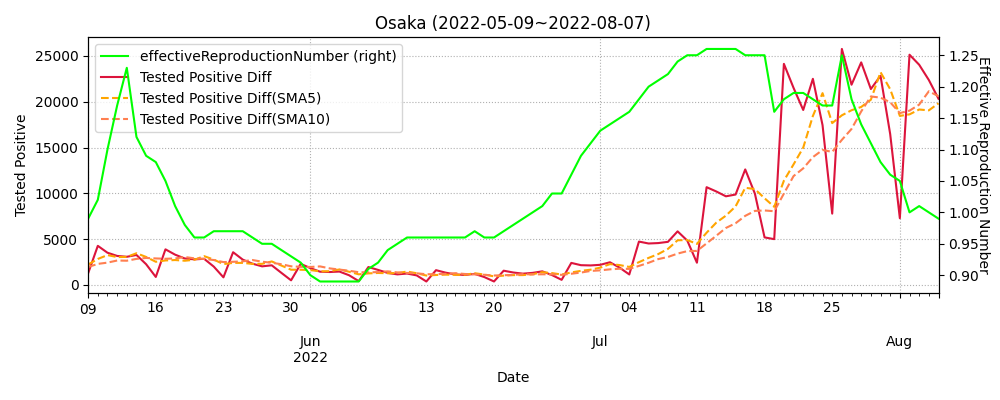 Osaka (2022-05-09~2022-08-07)
effectiveReproductionNumber (right)
Tested Positive Diff
Tested Positive Diff(SMA5)
Tested Positive Diff(SMA10)
Tested Positive
25000
20000
15000
10000
5000
0
1.25
1.20
1.15
1.10
1.05
1.00
0.95
0.90
Effective Reproduction Number
09 16 23 30 06 13 20 27 04 11 18 25
Jun Jul Aug
2022
Date